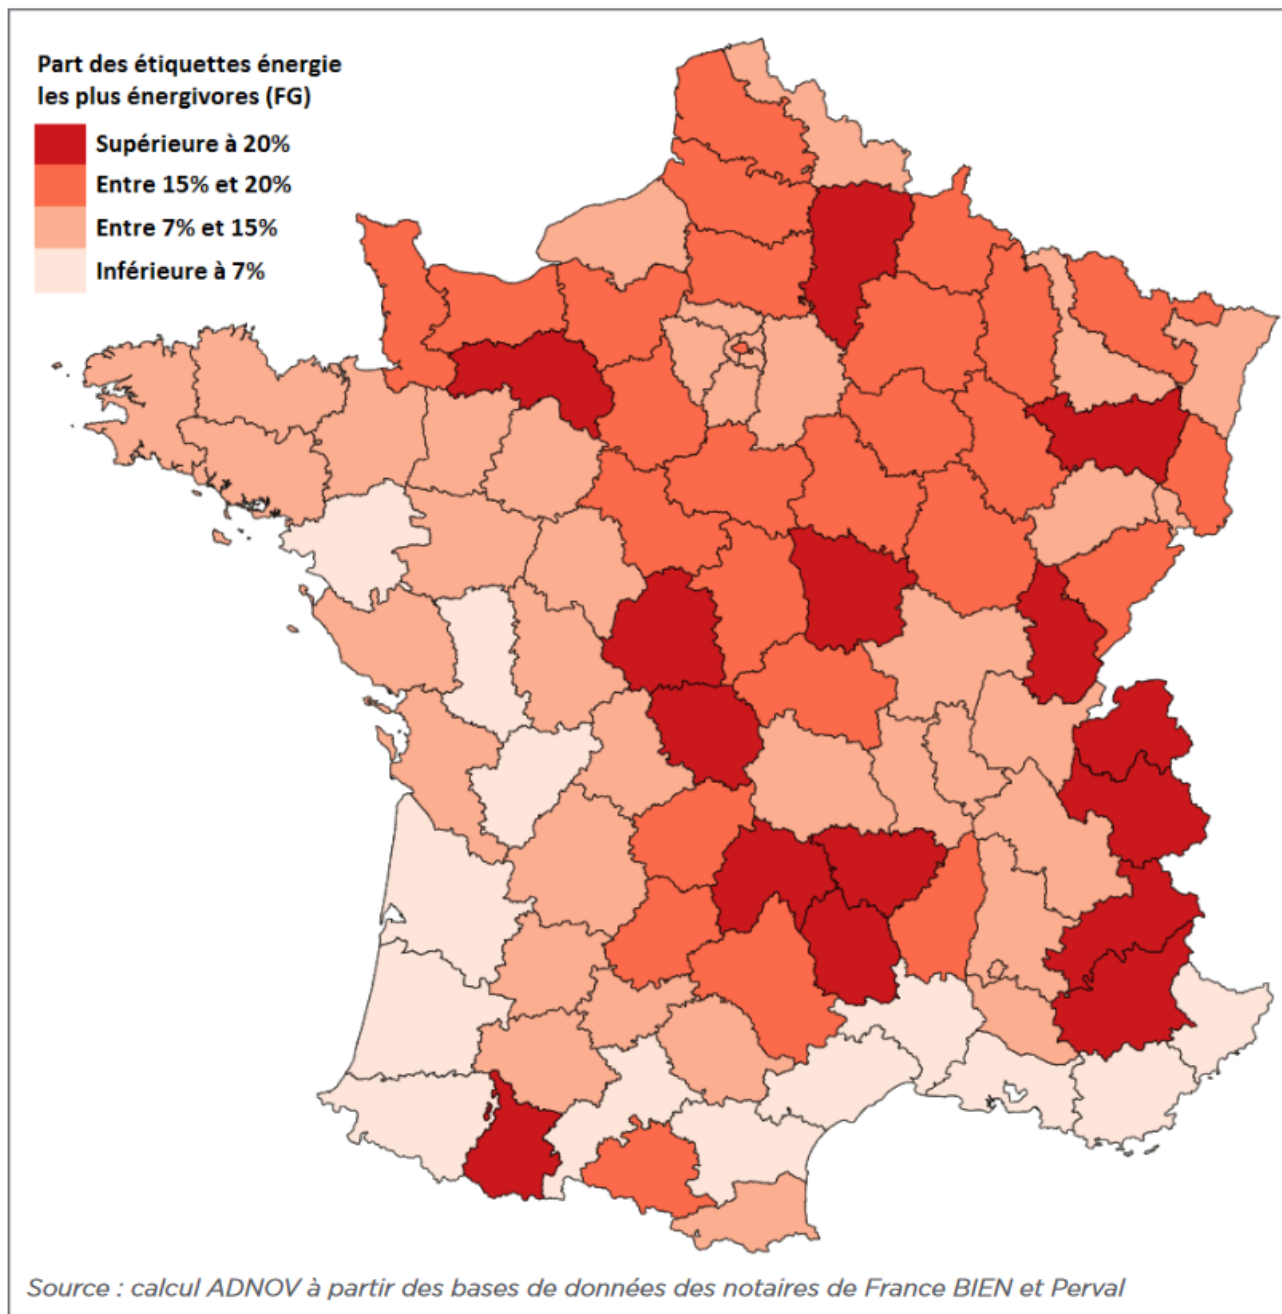 Part des étiquettes énergie
les plus énergivores (FG)
Supérieure à 20%
Entre 15% et 20%
Entre 7% et 15%
Inférieure à 7%
Source : calcul ADNOV à partir des bases de données des notaires de France BIEN et Perval